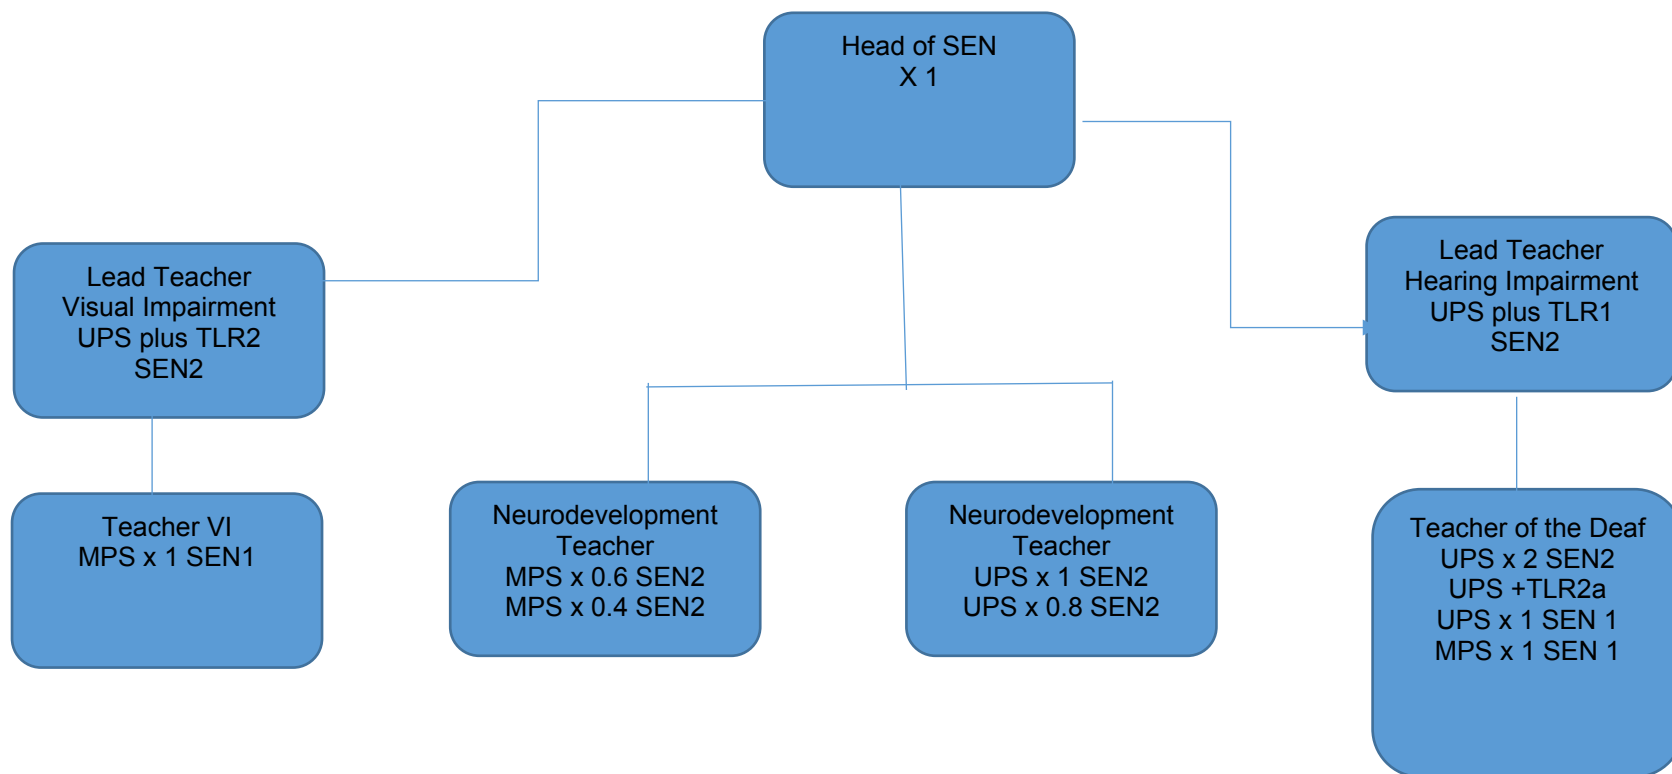 Head of SEN
X 1
Lead Teacher
Visual Impairment
UPS plus TLR2
SEN2
Lead Teacher
Hearing Impairment
UPS plus TLR1
SEN2
Teacher VI
MPS x 1 SEN1
Neurodevelopment
Teacher
MPS x 0.6 SEN2
MPS x 0.4 SEN2
Neurodevelopment
Teacher
UPS x 1 SEN2
UPS x 0.8 SEN2
Teacher of the Deaf
UPS x 2 SEN2
UPS +TLR2a
UPS x 1 SEN 1
MPS x 1 SEN 1